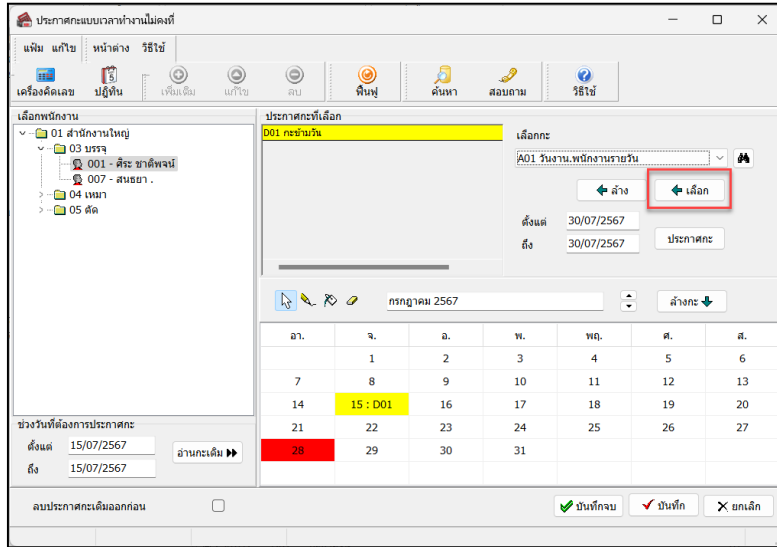 ประกาศกะแบบเวลาทำงานไม่คงที่
แฟ้ม แก้ไข หน้าต่าง วิธีใช้
เครื่องคิดเลข ปฏิทิน เพิ่มเติม แก้ไข ลบ ฟื้นฟู ค้นหา สอบถาม วิธีใช้
เลือกพนักงาน
01 สำนักงานใหญ่
03 บรรจุ
001 - ศิระ ชาติพจน์
007 - สนธยา .
04 เหมา
05 คัด
ประกาศกะที่เลือก
D01 กะข้ามวัน
เลือกกะ
A01 วันงาน.พนักงานรายวัน
ล้าง เลือก
ตั้งแต่ 30/07/2567
ถึง 30/07/2567
ประกาศกะ
กรกฎาคม 2567 ล้างกะ
อา. จ. อ. พ. พฤ. ศ. ส.
1 2 3 4 5 6
7 8 9 10 11 12 13
14 15 : D01 16 17 18 19 20
21 22 23 24 25 26 27
28 29 30 31
ช่วงวันที่ต้องการประกาศกะ
ตั้งแต่ 15/07/2567
ถึง 15/07/2567
อ่านกะเดิม
ลบประกาศกะเดิมออกก่อน
บันทึกจบ บันทึก ยกเลิก